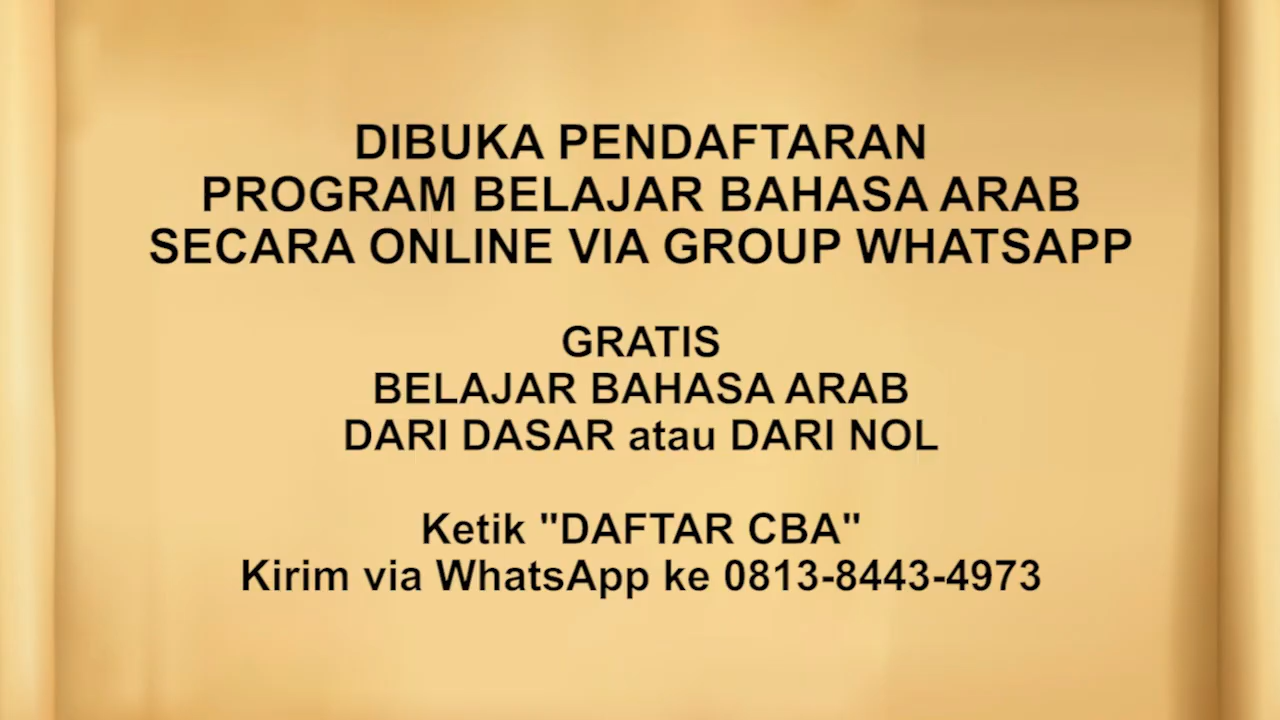 DIBUKA PENDAFTARAN
PROGRAM BELAJAR BAHASA ARAB
SECARA ONLINE VIA GROUP WHATSAPP
GRATIS
BELAJAR BAHASA ARAB
DARI DASAR atau DARI NOL
Ketik "DAFTAR CBA"
Kirim via WhatsApp ke 0813-8443-4973